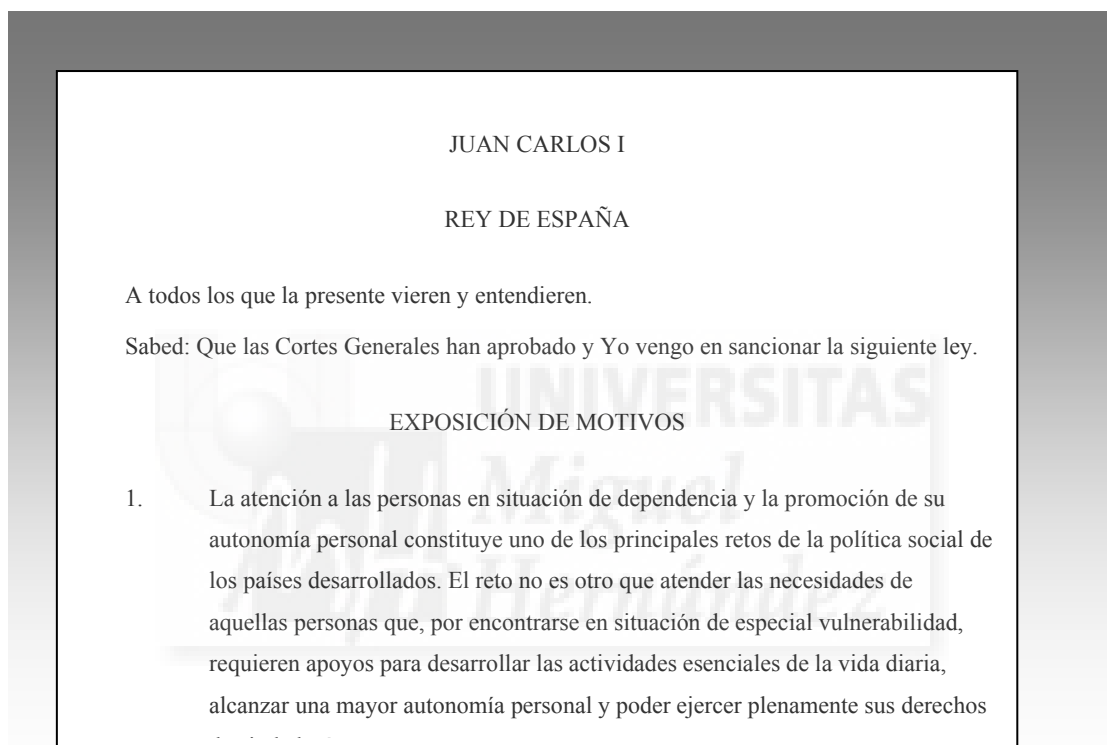 JUAN CARLOS I
REY DE ESPAÑA
A todos los que la presente vieren y entendieren.
Sabed: Que las Cortes Generales han aprobado y Yo vengo en sancionar la siguiente ley.
UNIVERSITAS
EXPOSICIÓN DE MOTIVOS
Miguel
1. La atención a las personas en situación de dependencia y la promoción de su
autonomía personal constituye uno de los principales retos de la política social de
los países desarrollados. El reto no es otro que atender las necesidades de
Hernández
aquellas personas que, por encontrarse en situación de especial vulnerabilidad,
requieren apoyos para desarrollar las actividades esenciales de la vida diaria,
alcanzar una mayor autonomía personal y poder ejercer plenamente sus derechos